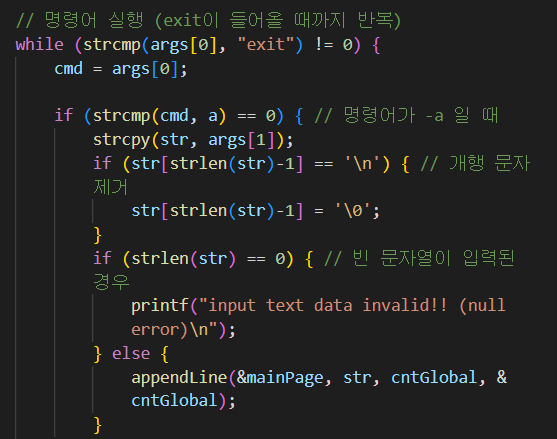 // 명령어 실행 (exit이 들어올 때까지 반복)
while (strcmp(args[0], "exit") != 0) {
cmd = args[0];
if (strcmp(cmd, a) == 0) { // 명령어가 -a 일 때
strcpy(str, args[1]);
if (str[strlen(str)-1] == '\n') { // 개행 문자
제거
str[strlen(str)-1] = '\0';
}
if (strlen(str) == 0) { // 빈 문자열이 입력된
경우
printf("input text data invalid!! (null
error)\n");
} else {
appendLine(&mainPage, str, cntGlobal, &
cntGlobal);
}